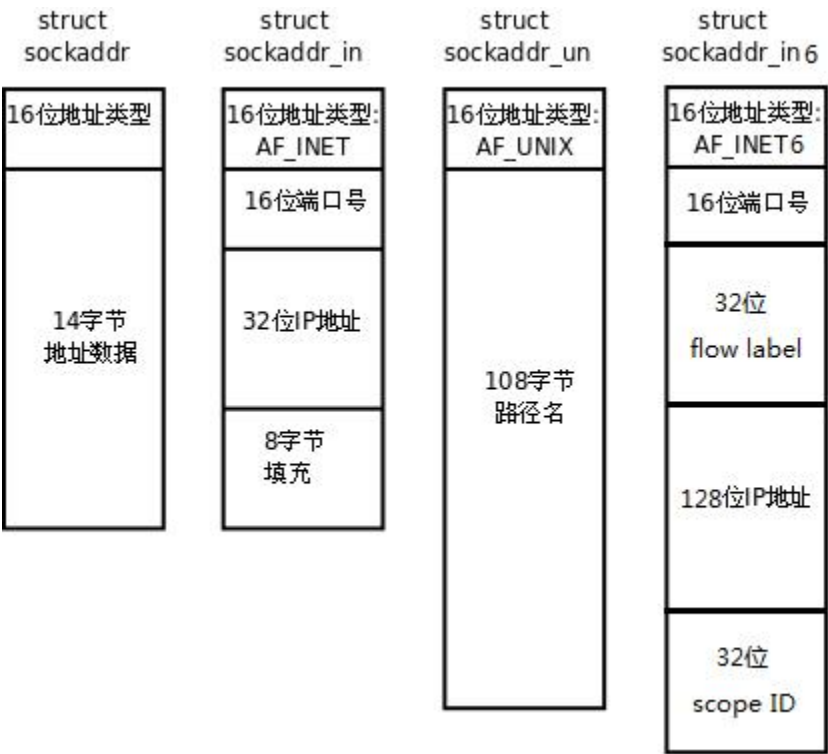 struct
sockaddr
16位地址类型
14字节
地址数据
struct
sockaddr_in
16位地址类型:
AF_INET
16位端口号
32位IP地址
8字节
填充
struct
sockaddr_un
16位地址类型:
AF_UNIX
108字节
路径名
struct
sockaddr_in6
16位地址类型:
AF_INET6
16位端口号
32位
flow label
128位IP地址
32位
scope ID